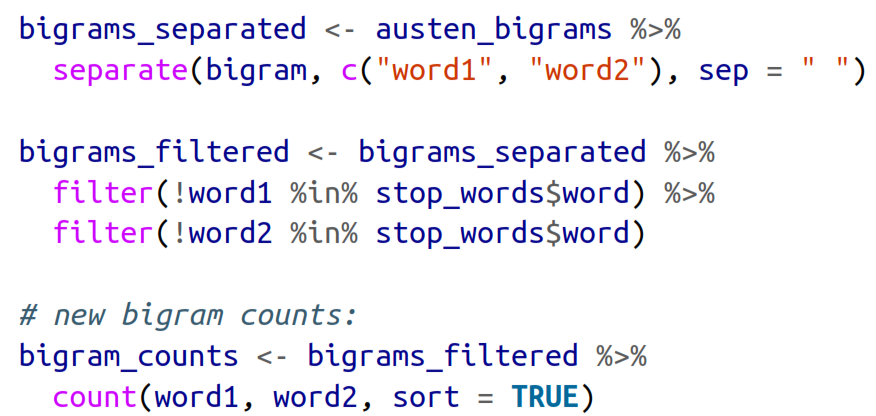 bigrams_separated <- austen_bigrams %>%
  separate(bigram, c("word1", "word2"), sep = " ")

bigrams_filtered <- bigrams_separated %>%
  filter(!word1 %in% stop_words$word) %>%
  filter(!word2 %in% stop_words$word)

# new bigram counts:
bigram_counts <- bigrams_filtered %>%
  count(word1, word2, sort = TRUE)